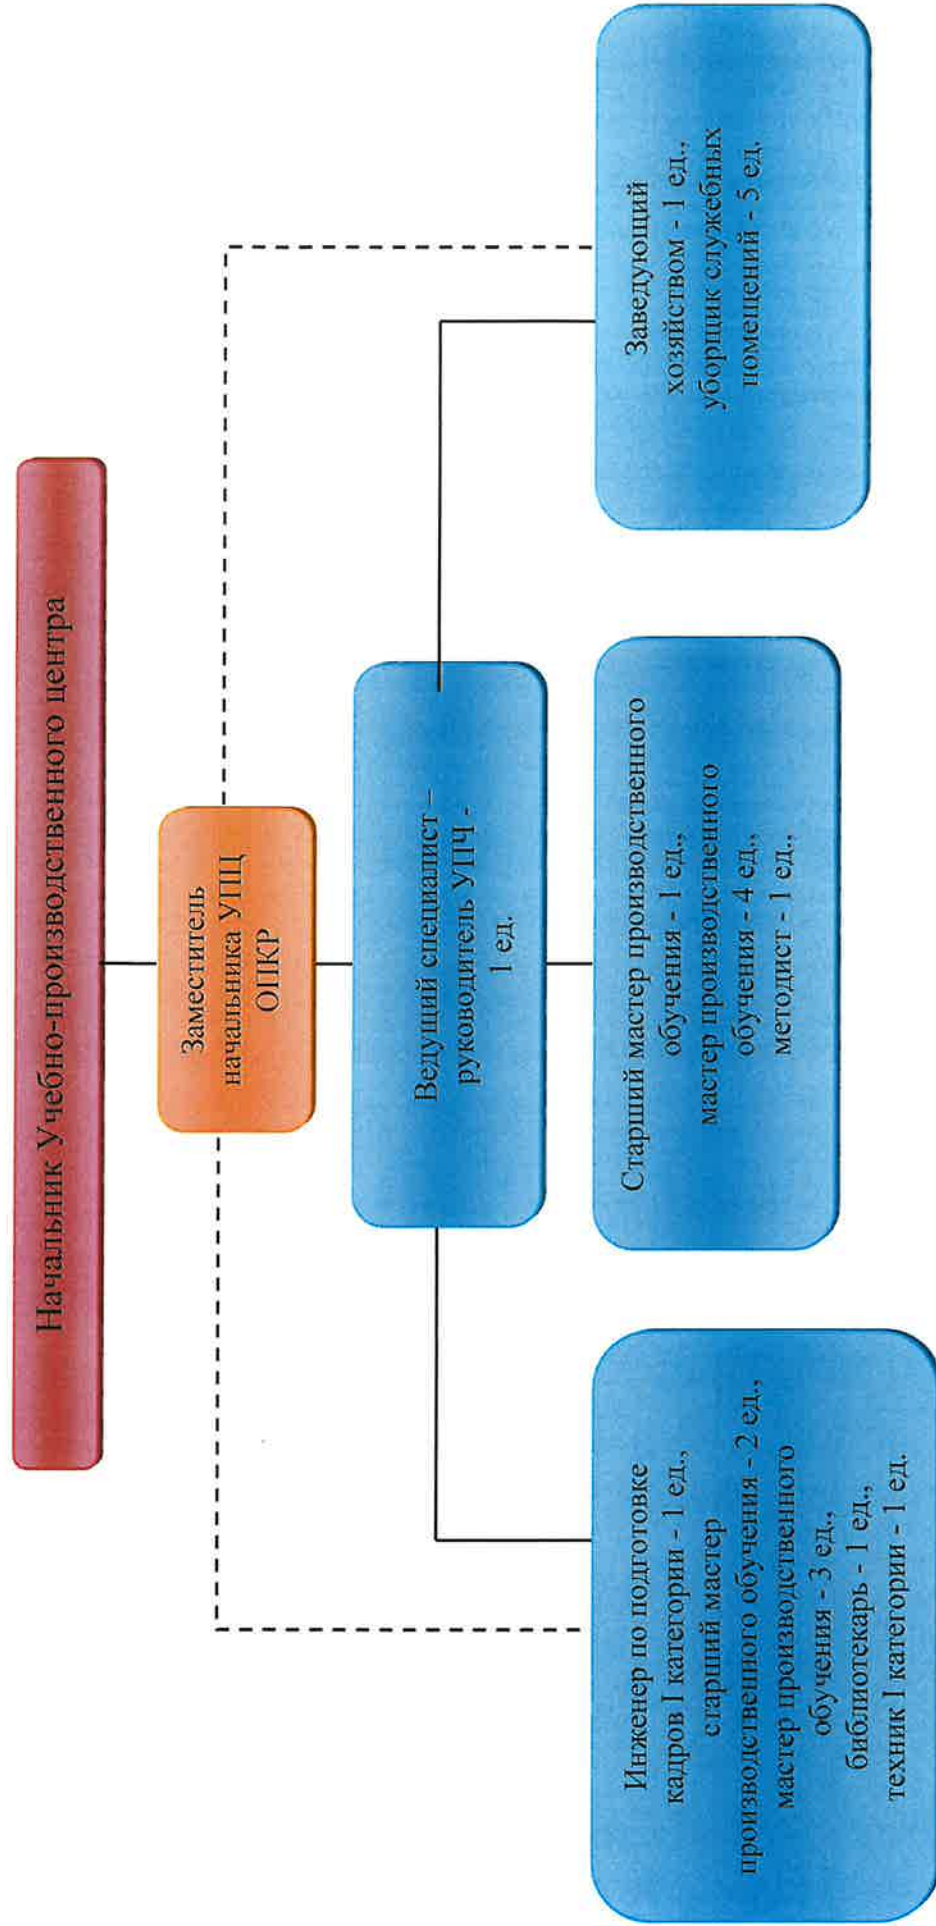 Начальник Учебно-производственного центра
Заместитель
начальника УПЦ
ОПКР
Ведущий специалист –
руководитель УПЧ -
1 ед.
Инженер по подготовке
кадров I категории - 1 ед.,
старший мастер
производственного обучения - 2 ед.,
мастер производственного
обучения - 3 ед.,
библиотекарь - 1 ед.,
техник I категории - 1 ед.
Старший мастер производственного
обучения - 1 ед.,
мастер производственного
обучения - 4 ед.,
методист - 1 ед.,
Заведующий
хозяйством - 1 ед.,
уборщик служебных
помещений - 5 ед.